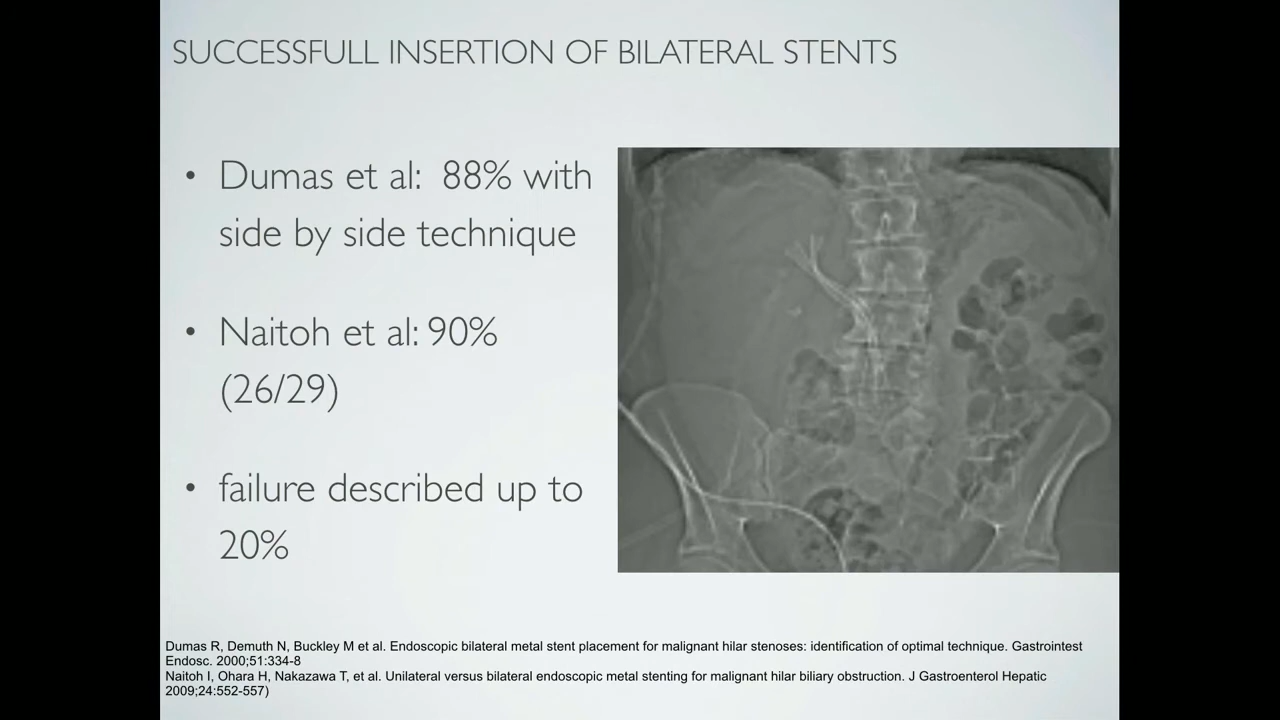 SUCCESSFULL INSERTION OF BILATERAL STENTS
• Dumas et al: 88% with
side by side technique
• Naitoh et al: 90%
(26/29)
• failure described up to
20%
Dumas R, Demuth N, Buckley M et al. Endoscopic bilateral metal stent placement for malignant hilar stenoses: identification of optimal technique. Gastrointest
Endosc. 2000;51:334-8
Naitoh I, Ohara H, Nakazawa T, et al. Unilateral versus bilateral endoscopic metal stenting for malignant hilar biliary obstruction. J Gastroenterol Hepatic
2009;24:552-557)